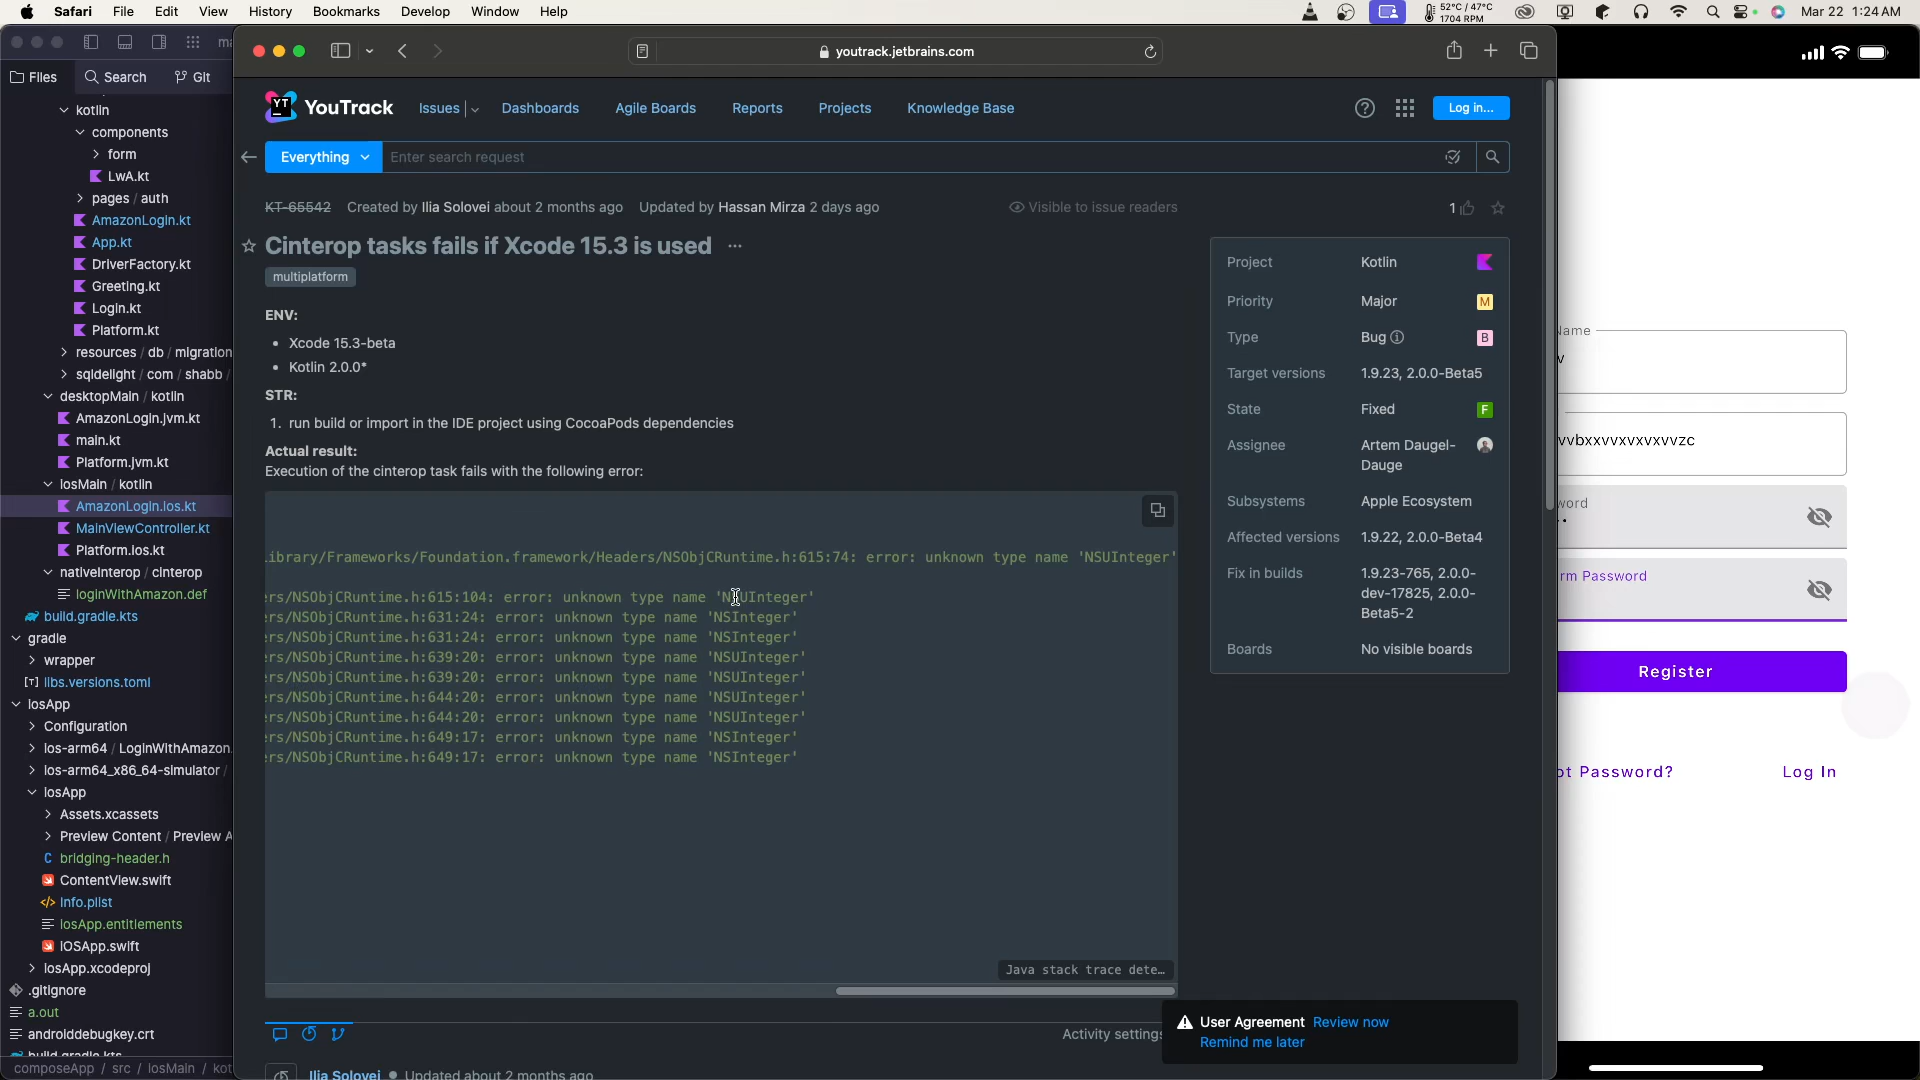 Safari File Edit View History Bookmarks Develop Window Help
52°C / 47°C
1704 RPM
Mar 22 1:24 AM
Files
Search
Git
kotlin
components
form
LwA.kt
pages / auth
AmazonLogin.kt
App.kt
DriverFactory.kt
Greeting.kt
Login.kt
Platform.kt
resources / db / migration
sqldelight / com / shabb /
desktopMain / kotlin
AmazonLogin.jvm.kt
main.kt
Platform.jvm.kt
iosMain / kotlin
AmazonLogin.ios.kt
MainViewController.kt
Platform.ios.kt
nativeInterop / cinterop
loginWithAmazon.def
build.gradle.kts
gradle
wrapper
[T] libs.versions.toml
iosApp
Configuration
ios-arm64 / LoginWithAmazon.
ios-arm64_x86_64-simulator /
iosApp
Assets.xcassets
Preview Content / Preview A
C bridging-header.h
ContentView.swift
</> Info.plist
iosApp.entitlements
iOSApp.swift
iosApp.xcodeproj
.gitignore
a.out
androiddebugkey.crt
build.gradle.kts
composeApp / src / iosMain / kot
youtrack.jetbrains.com
YT YouTrack
Issues
Dashboards
Agile Boards
Reports
Projects
Knowledge Base
Log in...
Everything
Enter search request
KT-65542 Created by Ilia Solovei about 2 months ago Updated by Hassan Mirza 2 days ago
Visible to issue readers
1
Cinterop tasks fails if Xcode 15.3 is used ...
multiplatform
ENV:
• Xcode 15.3-beta
• Kotlin 2.0.0*
STR:
1. run build or import in the IDE project using CocoaPods dependencies
Actual result:
Execution of the cinterop task fails with the following error:
ibrary/Frameworks/Foundation.framework/Headers/NSObjCRuntime.h:615:74: error: unknown type name 'NSUInteger'
ers/NSObjCRuntime.h:615:104: error: unknown type name 'NSUInteger'
ers/NSObjCRuntime.h:631:24: error: unknown type name 'NSInteger'
ers/NSObjCRuntime.h:631:24: error: unknown type name 'NSInteger'
ers/NSObjCRuntime.h:639:20: error: unknown type name 'NSUInteger'
ers/NSObjCRuntime.h:639:20: error: unknown type name 'NSUInteger'
ers/NSObjCRuntime.h:644:20: error: unknown type name 'NSUInteger'
ers/NSObjCRuntime.h:644:20: error: unknown type name 'NSUInteger'
ers/NSObjCRuntime.h:649:17: error: unknown type name 'NSInteger'
ers/NSObjCRuntime.h:649:17: error: unknown type name 'NSInteger'
Java stack trace dete…
Activity settings
Ilia Solovei • Updated about 2 months ago
Project Kotlin
Priority Major M
Type Bug B
Target versions 1.9.23, 2.0.0-Beta5
State Fixed F
Assignee Artem Daugel-
Dauge
Subsystems Apple Ecosystem
Affected versions 1.9.22, 2.0.0-Beta4
Fix in builds 1.9.23-765, 2.0.0-
dev-17825, 2.0.0-
Beta5-2
Boards No visible boards
User Agreement Review now
Remind me later
Name
v
vvbxxvvxvxvxvvzc
word
rm Password
Register
ot Password?
Log In